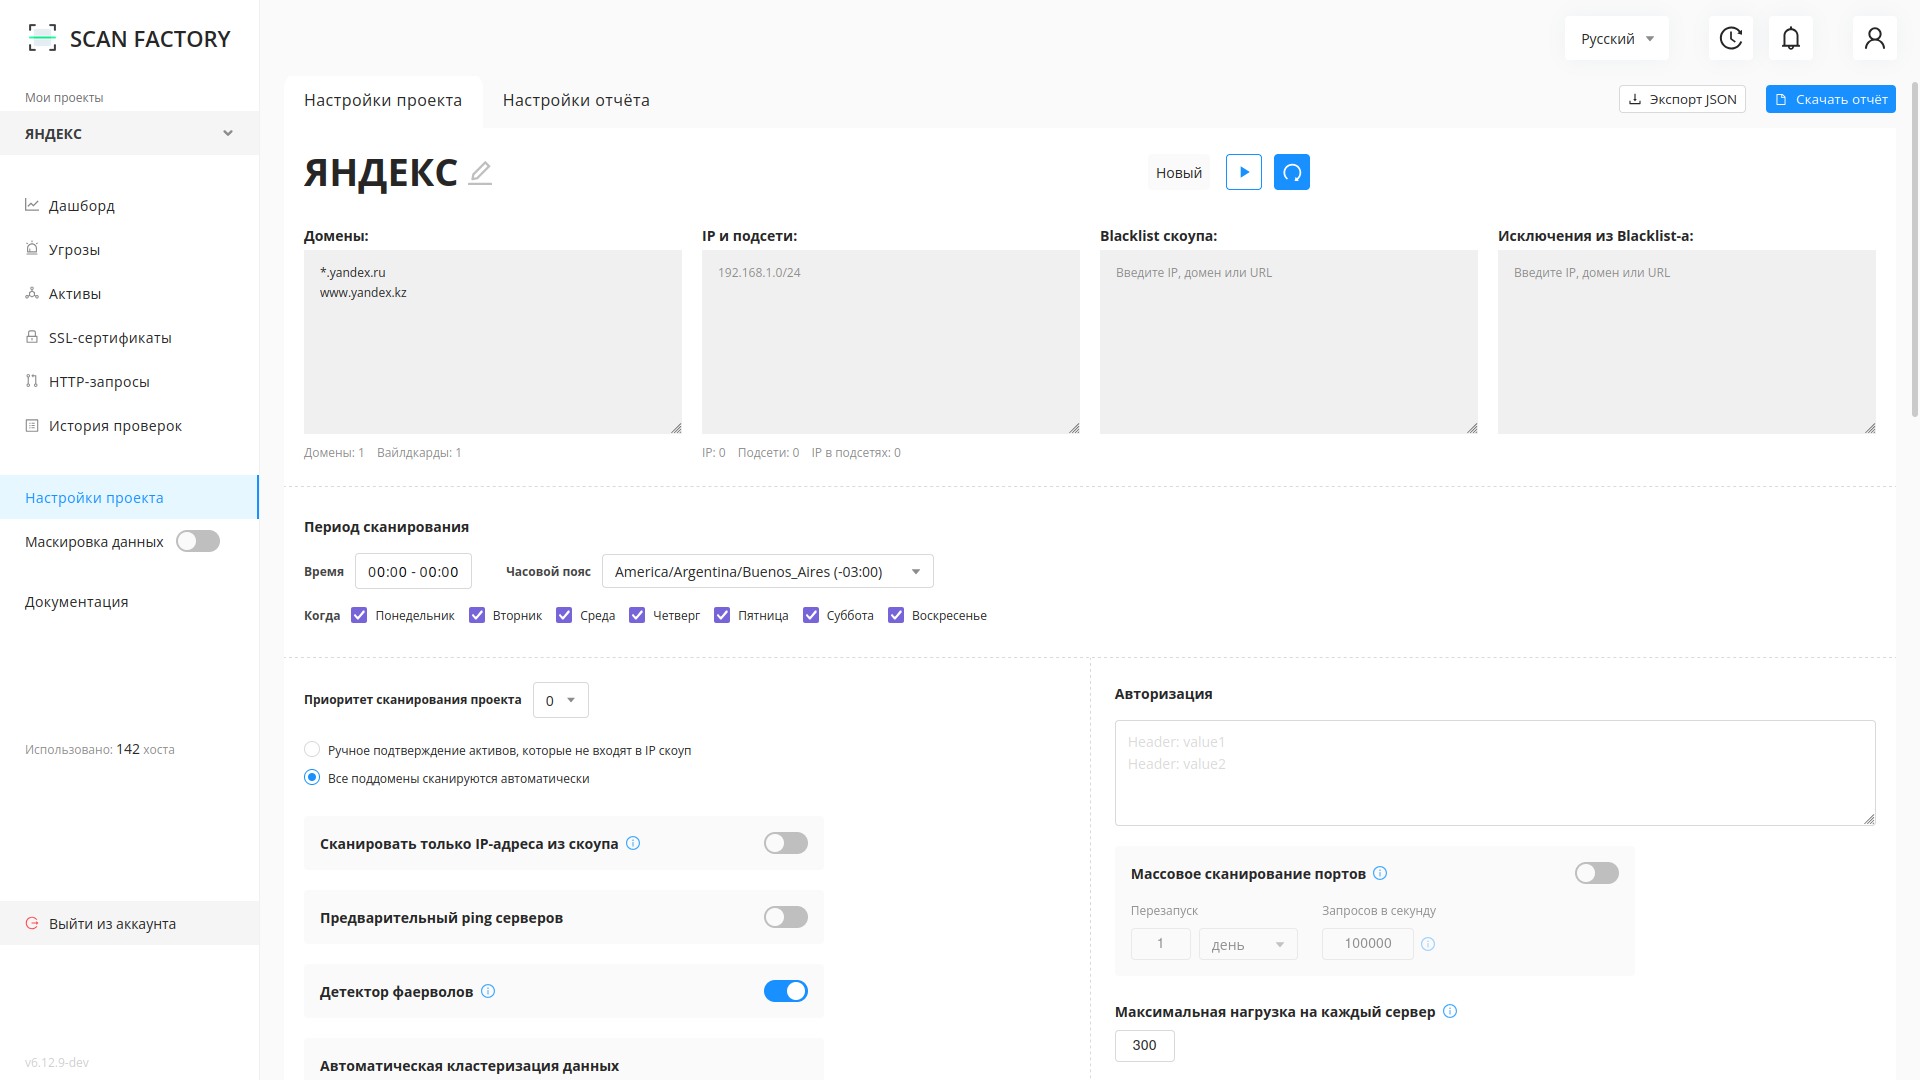 SCAN FACTORY
Русский
Мои проекты
ЯНДЕКС
Дашборд
Угрозы
Активы
SSL-сертификаты
HTTP-запросы
История проверок
Настройки проекта
Маскировка данных
Документация
Использовано: 142 хоста
Выйти из аккаунта
v6.12.9-dev
Настройки проекта
Настройки отчёта
Экспорт JSON
Скачать отчёт
ЯНДЕКС
Новый
Домены:
*.yandex.ru
www.yandex.kz
Домены: 1 Вайлдкарды: 1
IP и подсети:
192.168.1.0/24
IP: 0 Подсети: 0 IP в подсетях: 0
Blacklist скоупа:
Введите IP, домен или URL
Исключения из Blacklist-а:
Введите IP, домен или URL
Период сканирования
Время 00:00 - 00:00 Часовой пояс America/Argentina/Buenos_Aires (-03:00)
Когда Понедельник Вторник Среда Четверг Пятница Суббота Воскресенье
Приоритет сканирования проекта 0
Ручное подтверждение активов, которые не входят в IP скоуп
Все поддомены сканируются автоматически
Сканировать только IP-адреса из скоупа
Предварительный ping серверов
Детектор фаерволов
Автоматическая кластеризация данных
Авторизация
Header: value1
Header: value2
Массовое сканирование портов
Перезапуск Запросов в секунду
1 день 100000
Максимальная нагрузка на каждый сервер
300